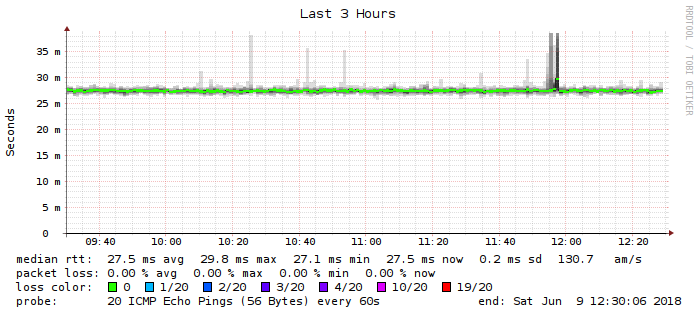 Last 3 Hours
RRDTOOL / TOBI OETIKER
Seconds
35 m
30 m
25 m
20 m
15 m
10 m
5 m
0
09:40 10:00 10:20 10:40 11:00 11:20 11:40 12:00 12:20
median rtt: 27.5 ms avg 29.8 ms max 27.1 ms min 27.5 ms now 0.2 ms sd 130.7 am/s
packet loss: 0.00 % avg 0.00 % max 0.00 % min 0.00 % now
loss color: 0 1/20 2/20 3/20 4/20 10/20 19/20
probe: 20 ICMP Echo Pings (56 Bytes) every 60s end: Sat Jun 9 12:30:06 2018